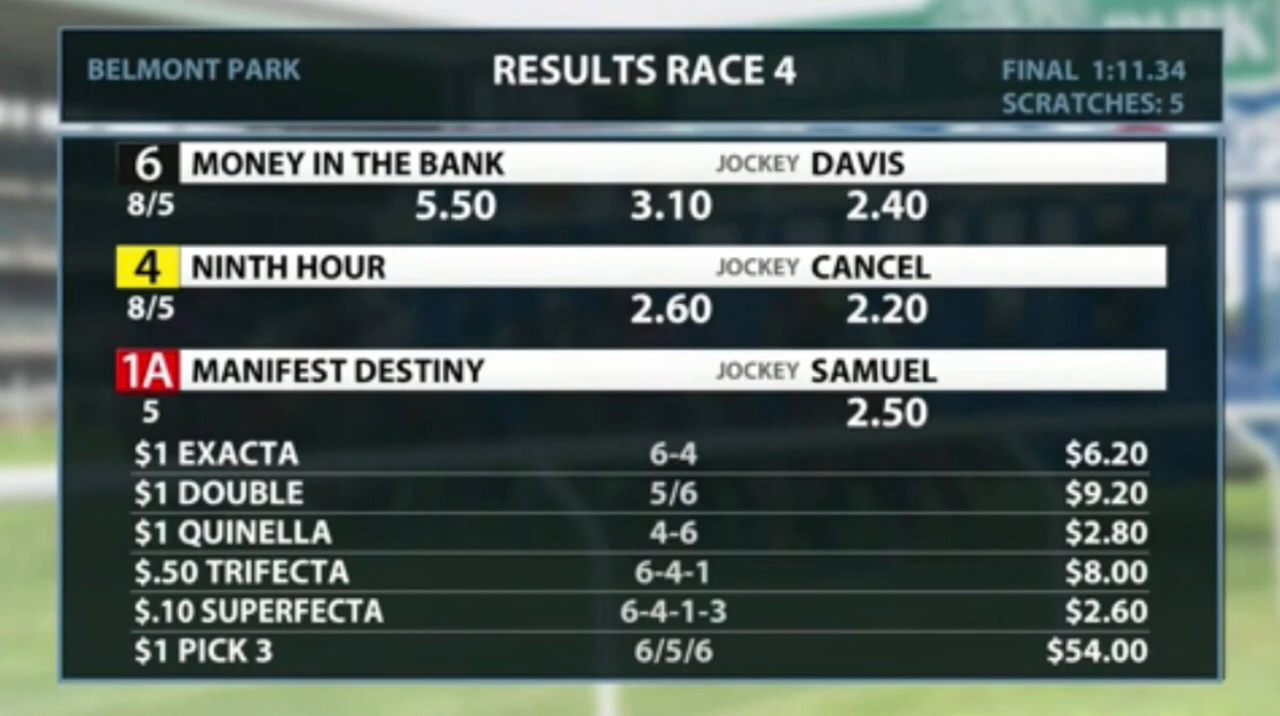 BELMONT PARK
RESULTS RACE 4
FINAL 1:11.34
SCRATCHES: 5
6 MONEY IN THE BANK JOCKEY DAVIS
8/5 5.50 3.10 2.40
4 NINTH HOUR JOCKEY CANCEL
8/5 2.60 2.20
1A MANIFEST DESTINY JOCKEY SAMUEL
5 2.50
$1 EXACTA 6-4 $6.20
$1 DOUBLE 5/6 $9.20
$1 QUINELLA 4-6 $2.80
$.50 TRIFECTA 6-4-1 $8.00
$.10 SUPERFECTA 6-4-1-3 $2.60
$1 PICK 3 6/5/6 $54.00